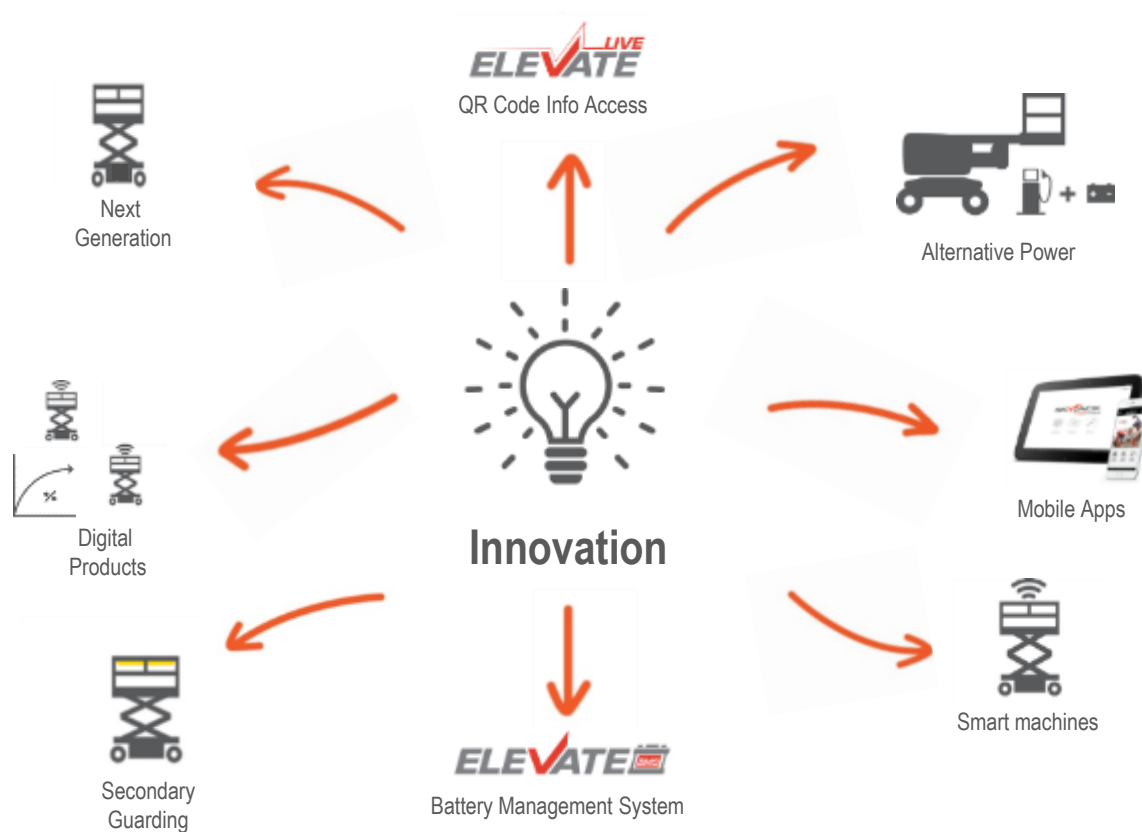 LIVE
ELEVATE
QR Code Info Access
Next
Generation
+
Alternative Power
%
Digital
Products
Innovation
Mobile Apps
Smart machines
Secondary
Guarding
ELEVATE BMS
Battery Management System